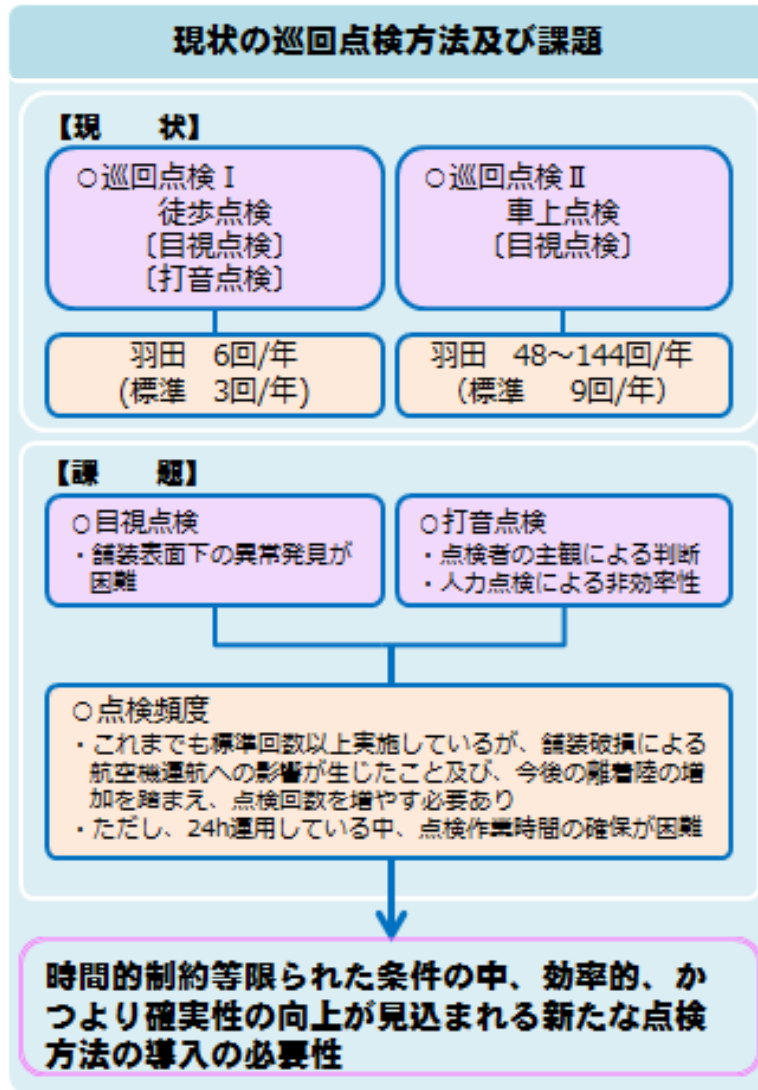 現状の巡回点検方法及び課題
【現　状】
○巡回点検Ⅰ
徒歩点検
〔目視点検〕
〔打音点検〕
○巡回点検Ⅱ
車上点検
〔目視点検〕
羽田　6回/年
(標準　3回/年)
羽田　48～144回/年
（標準　　9回/年）
【課　題】
○目視点検
・舗装表面下の異常発見が
困難
○打音点検
・点検者の主観による判断
・人力点検による非効率性
○点検頻度
・これまでも標準回数以上実施しているが、舗装破損による
航空機運航への影響が生じたこと及び、今後の離着陸の増
加を踏まえ、点検回数を増やす必要あり
・ただし、24h運用している中、点検作業時間の確保が困難
時間的制約等限られた条件の中、効率的、か
つより確実性の向上が見込まれる新たな点検
方法の導入の必要性